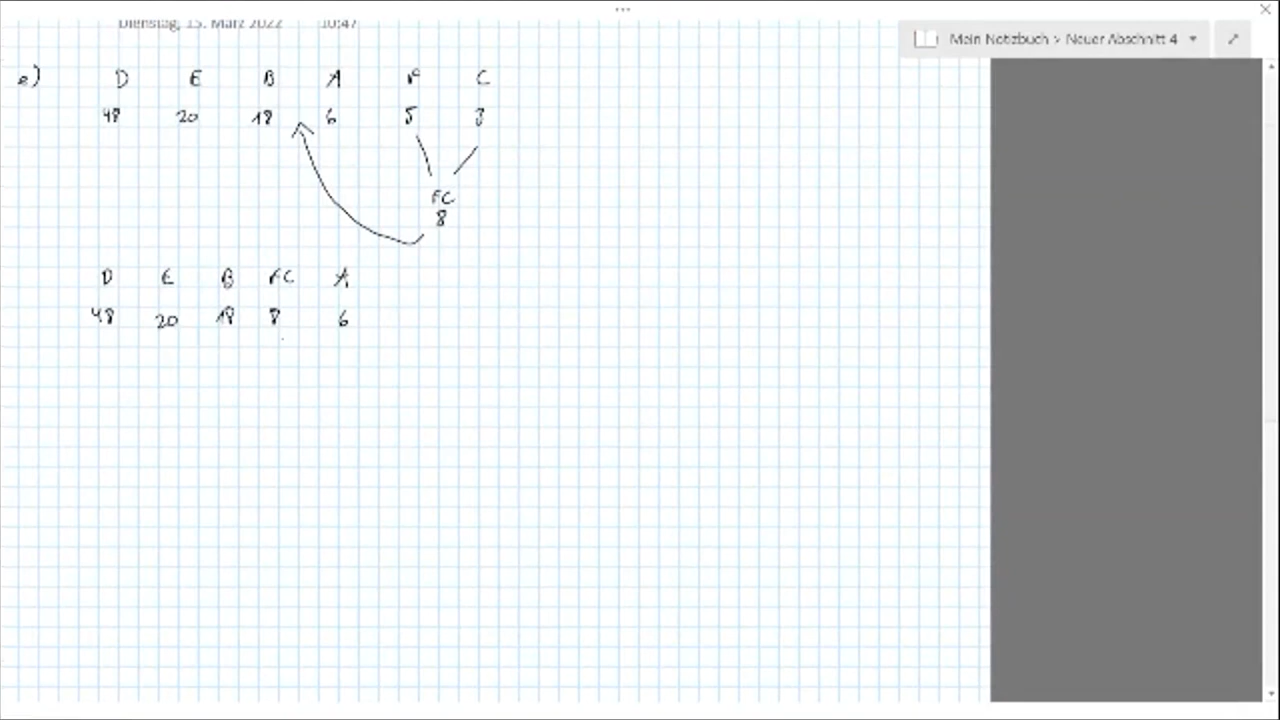 Dienstag, 15. März 2022 10:47
Mein Notizbuch > Neuer Abschnitt 4
e) D E B A F C
48 20 18 6 5 3
FC
8
D E B FC A
48 20 18 8 6